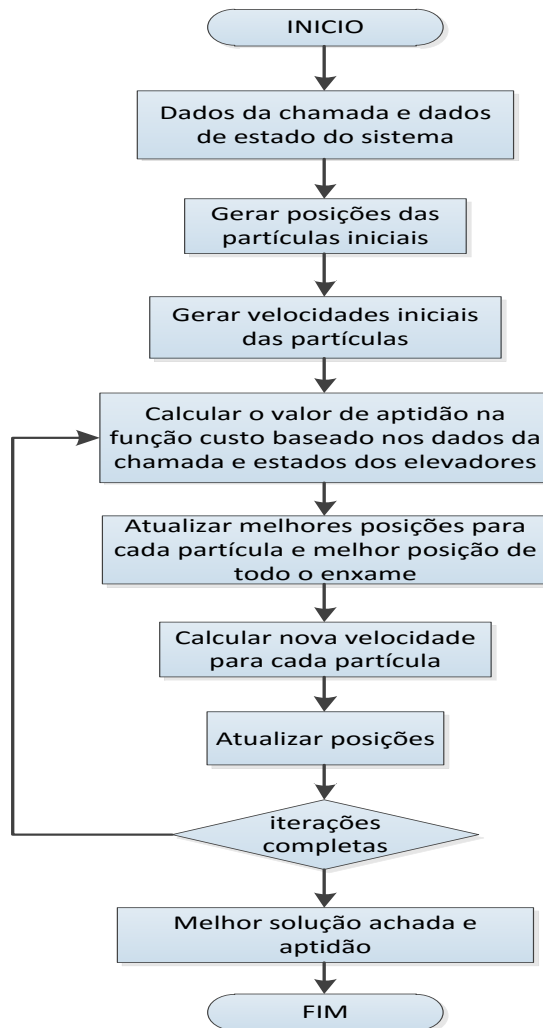 INICIO
Dados da chamada e dados
de estado do sistema
Gerar posições das
partículas iniciais
Gerar velocidades iniciais
das partículas
Calcular o valor de aptidão na
função custo baseado nos dados da
chamada e estados dos elevadores
Atualizar melhores posições para
cada partícula e melhor posição de
todo o enxame
Calcular nova velocidade
para cada partícula
Atualizar posições
iterações
completas
Melhor solução achada e
aptidão
FIM